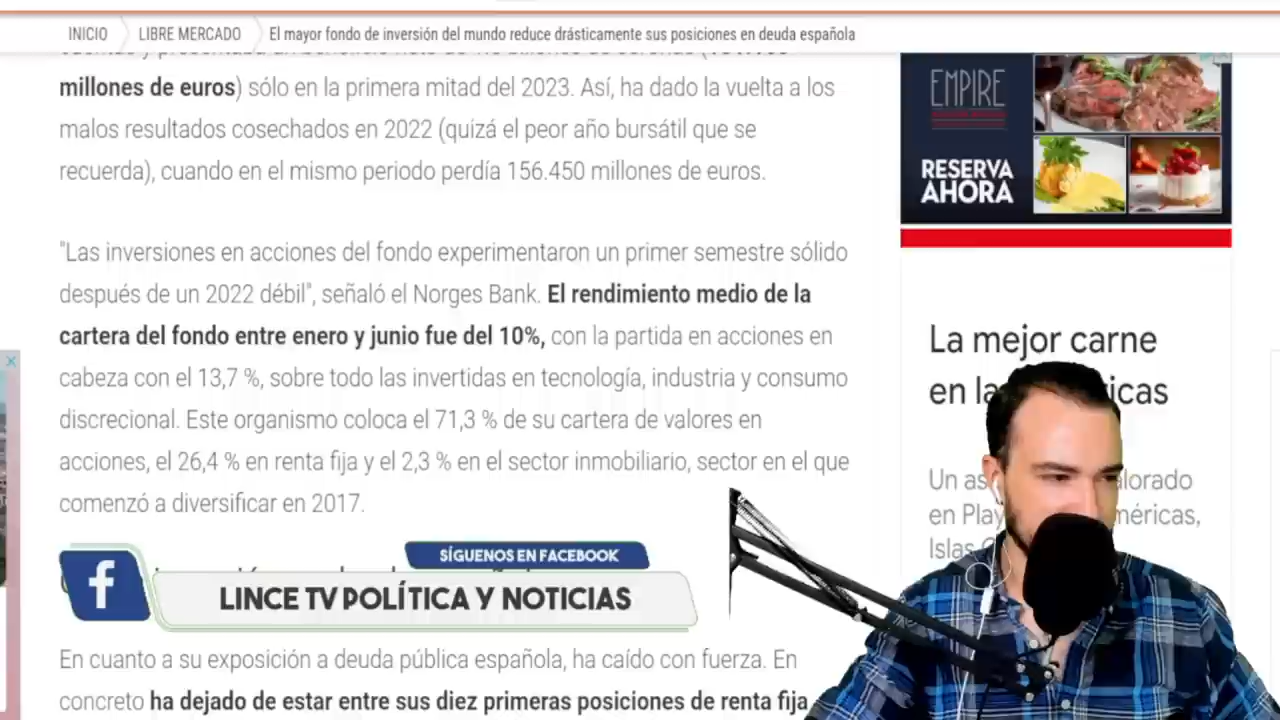 INICIO
LIBRE MERCADO
El mayor fondo de inversión del mundo reduce drásticamente sus posiciones en deuda española
millones de euros) sólo en la primera mitad del 2023. Así, ha dado la vuelta a los
malos resultados cosechados en 2022 (quizá el peor año bursátil que se
recuerda), cuando en el mismo periodo perdía 156.450 millones de euros.
"Las inversiones en acciones del fondo experimentaron un primer semestre sólido
después de un 2022 débil", señaló el Norges Bank. El rendimiento medio de la
cartera del fondo entre enero y junio fue del 10%, con la partida en acciones en
cabeza con el 13,7 %, sobre todo las invertidas en tecnología, industria y consumo
discrecional. Este organismo coloca el 71,3 % de su cartera de valores en
acciones, el 26,4 % en renta fija y el 2,3 % en el sector inmobiliario, sector en el que
comenzó a diversificar en 2017.
SÍGUENOS EN FACEBOOK
LINCE TV POLÍTICA Y NOTICIAS
En cuanto a su exposición a deuda pública española, ha caído con fuerza. En
concreto ha dejado de estar entre sus diez primeras posiciones de renta fija
EMPIRE
RESERVA
AHORA
La mejor carne
en
Un
en
Islas